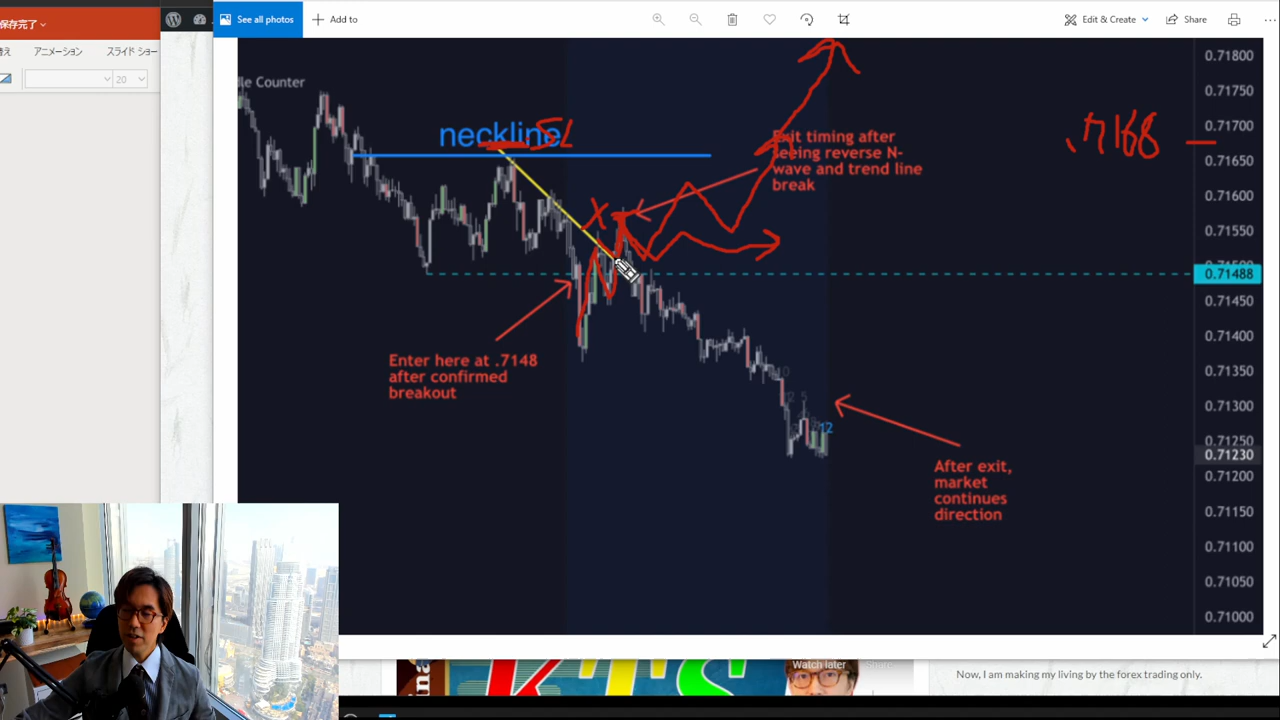 保存完了
See all photos
Add to
Edit & Create
Share
アニメーション
スライド ショー
20
0.71800
le Counter
0.71750
neckline SL
0.71700
.7168
Exit timing after
seeing reverse N-
wave and trend line
break
0.71650
0.71600
X
0.71550
0.71488
Enter here at .7148
after confirmed
breakout
0.71450
0.71400
0.71350
0.71300
12
0.71250
0.71230
After exit,
market
continues
direction
0.71200
0.71150
0.71100
0.71050
0.71000
Watch later
Share
KTS
Now, I am making my living by the forex trading only.